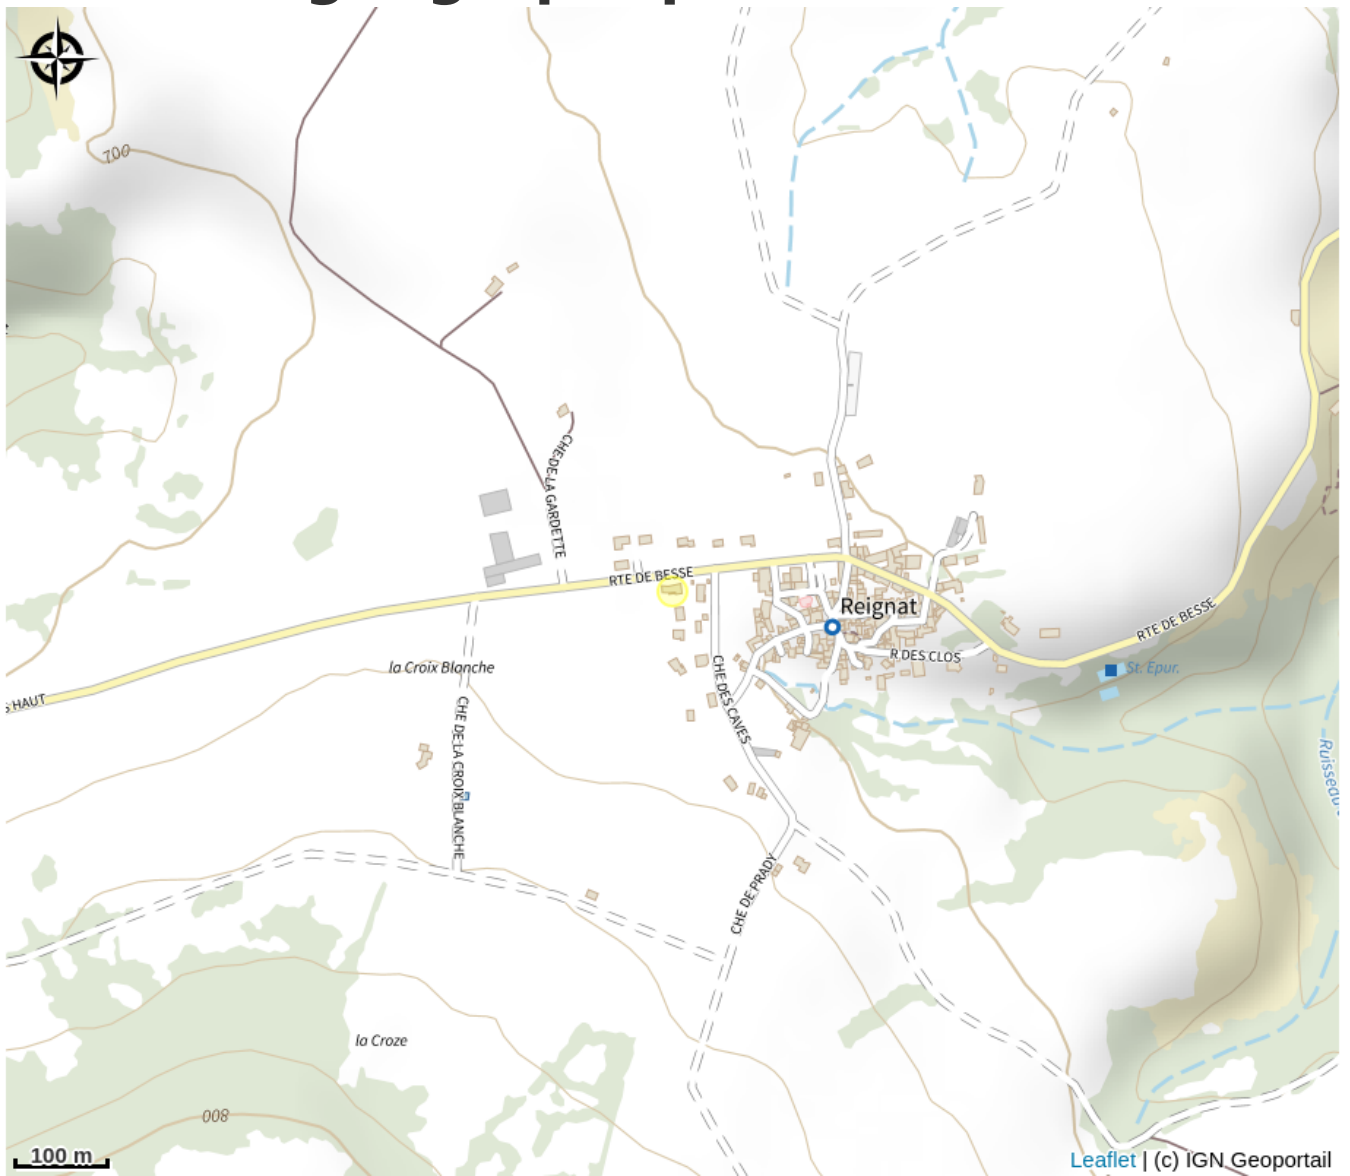 700
CHE DE LA GARDETTE
RTE DE BESSE
Reignat
RTE DE BESSE
R DES CLOS
la Croix Blanche
St. Epur.
S HAUT
CHE DES CAVES
CHE DE LA CROIX BLANCHE
CHE DE PRADY
la Croze
800
100 m
Leaflet | (c) IGN Geoportail